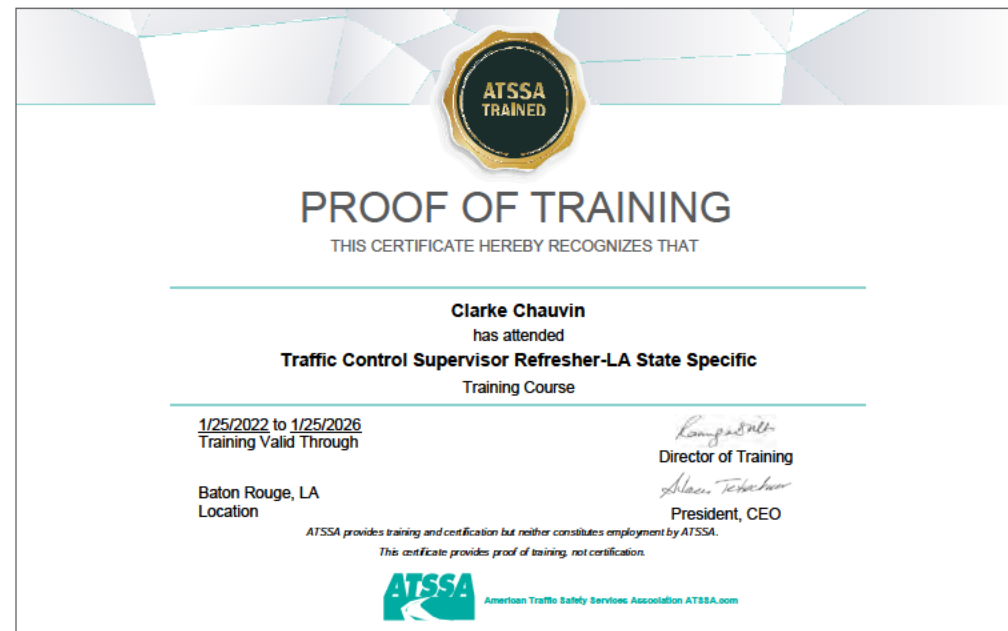 ATSSA
TRAINED
PROOF OF TRAINING
THIS CERTIFICATE HEREBY RECOGNIZES THAT
Clarke Chauvin
has attended
Traffic Control Supervisor Refresher-LA State Specific
Training Course
1/25/2022 to 1/25/2026
Training Valid Through
Director of Training
Baton Rouge, LA
Location
President, CEO
ATSSA provides training and certification but neither constitutes employment by ATSSA.
This certificate provides proof of training, not certification.
ATSSA
American Traffic Safety Services Association ATSSA.com